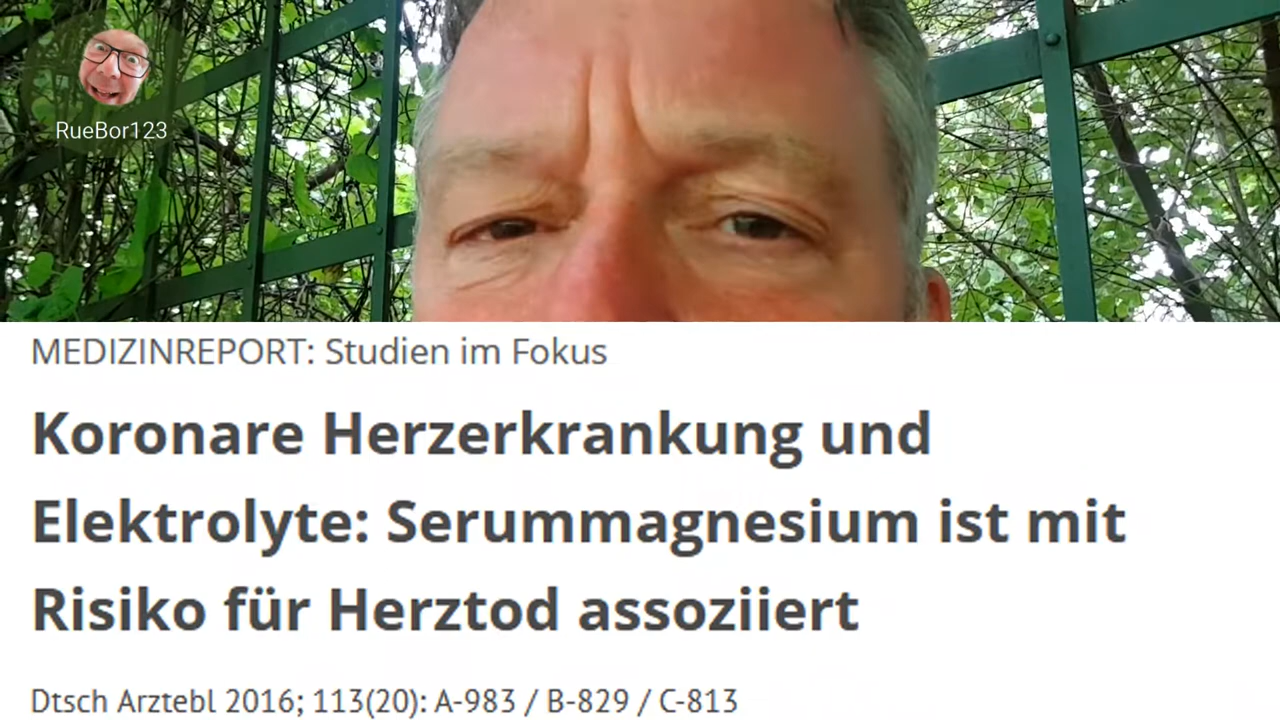 RueBor123
MEDIZINREPORT: Studien im Fokus
Koronare Herzerkrankung und
Elektrolyte: Serummagnesium ist mit
Risiko für Herztod assoziiert
Dtsch Arztebl 2016; 113(20): A-983 / B-829 / C-813